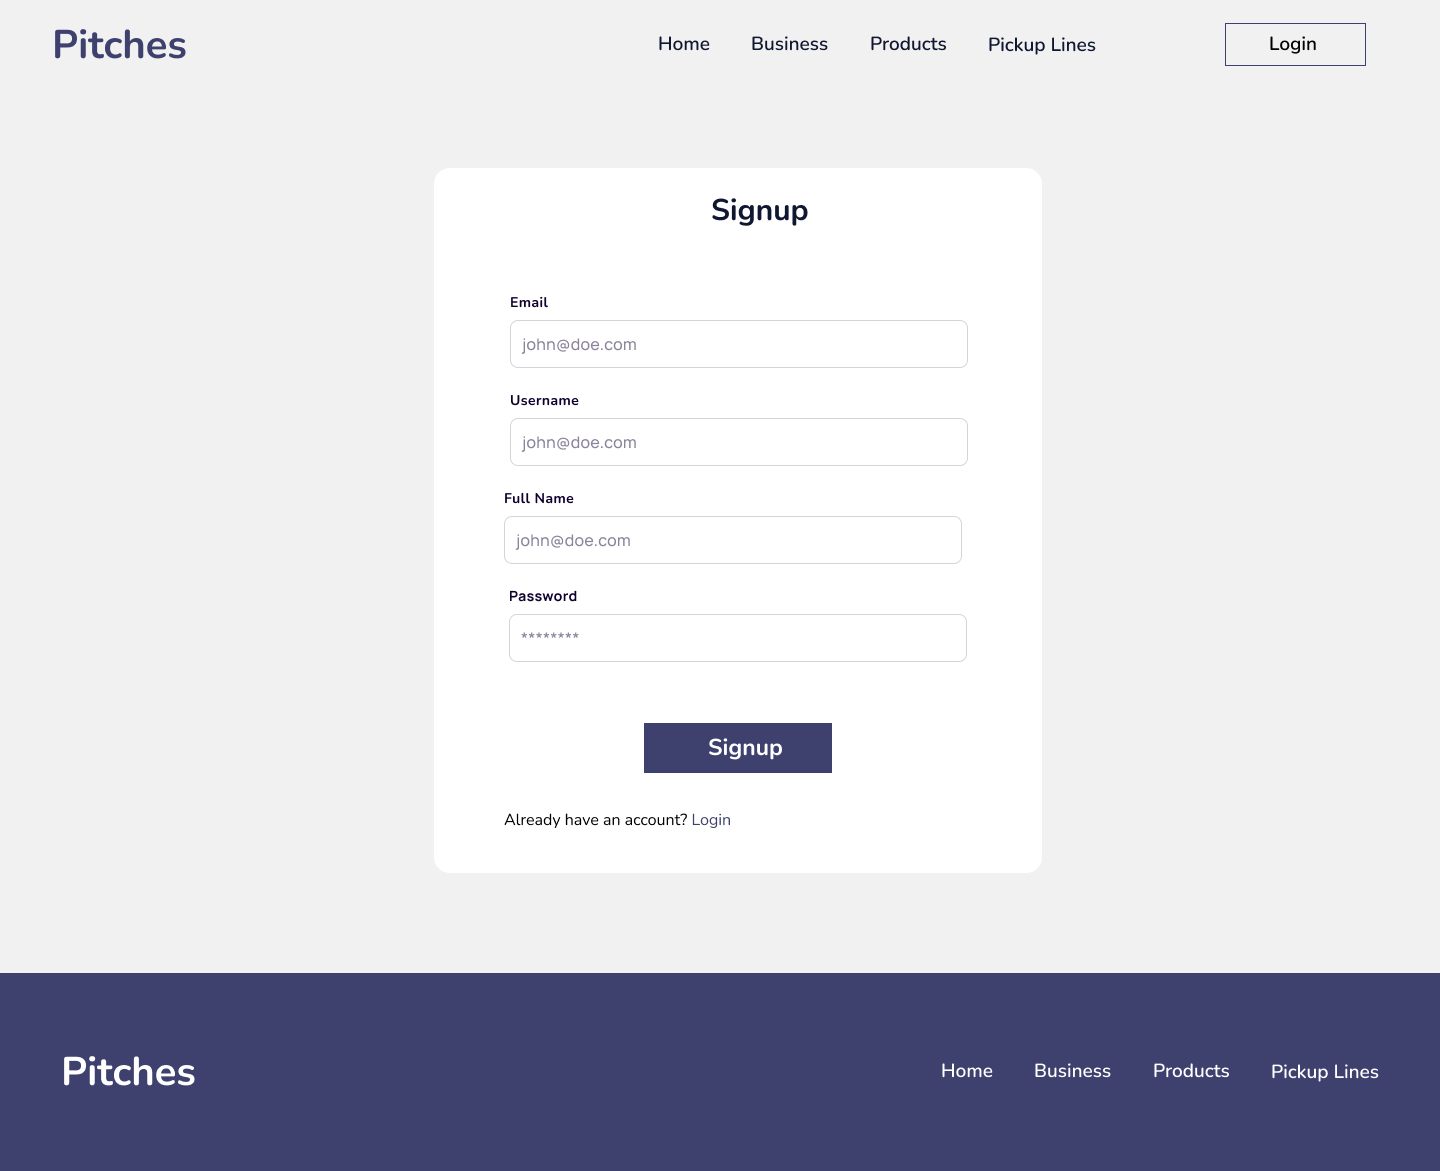 Pitches
Home Business Products Pickup Lines Login
Signup
Email
john@doe.com
Username
john@doe.com
Full Name
john@doe.com
Password
********
Signup
Already have an account? Login
Pitches
Home Business Products Pickup Lines